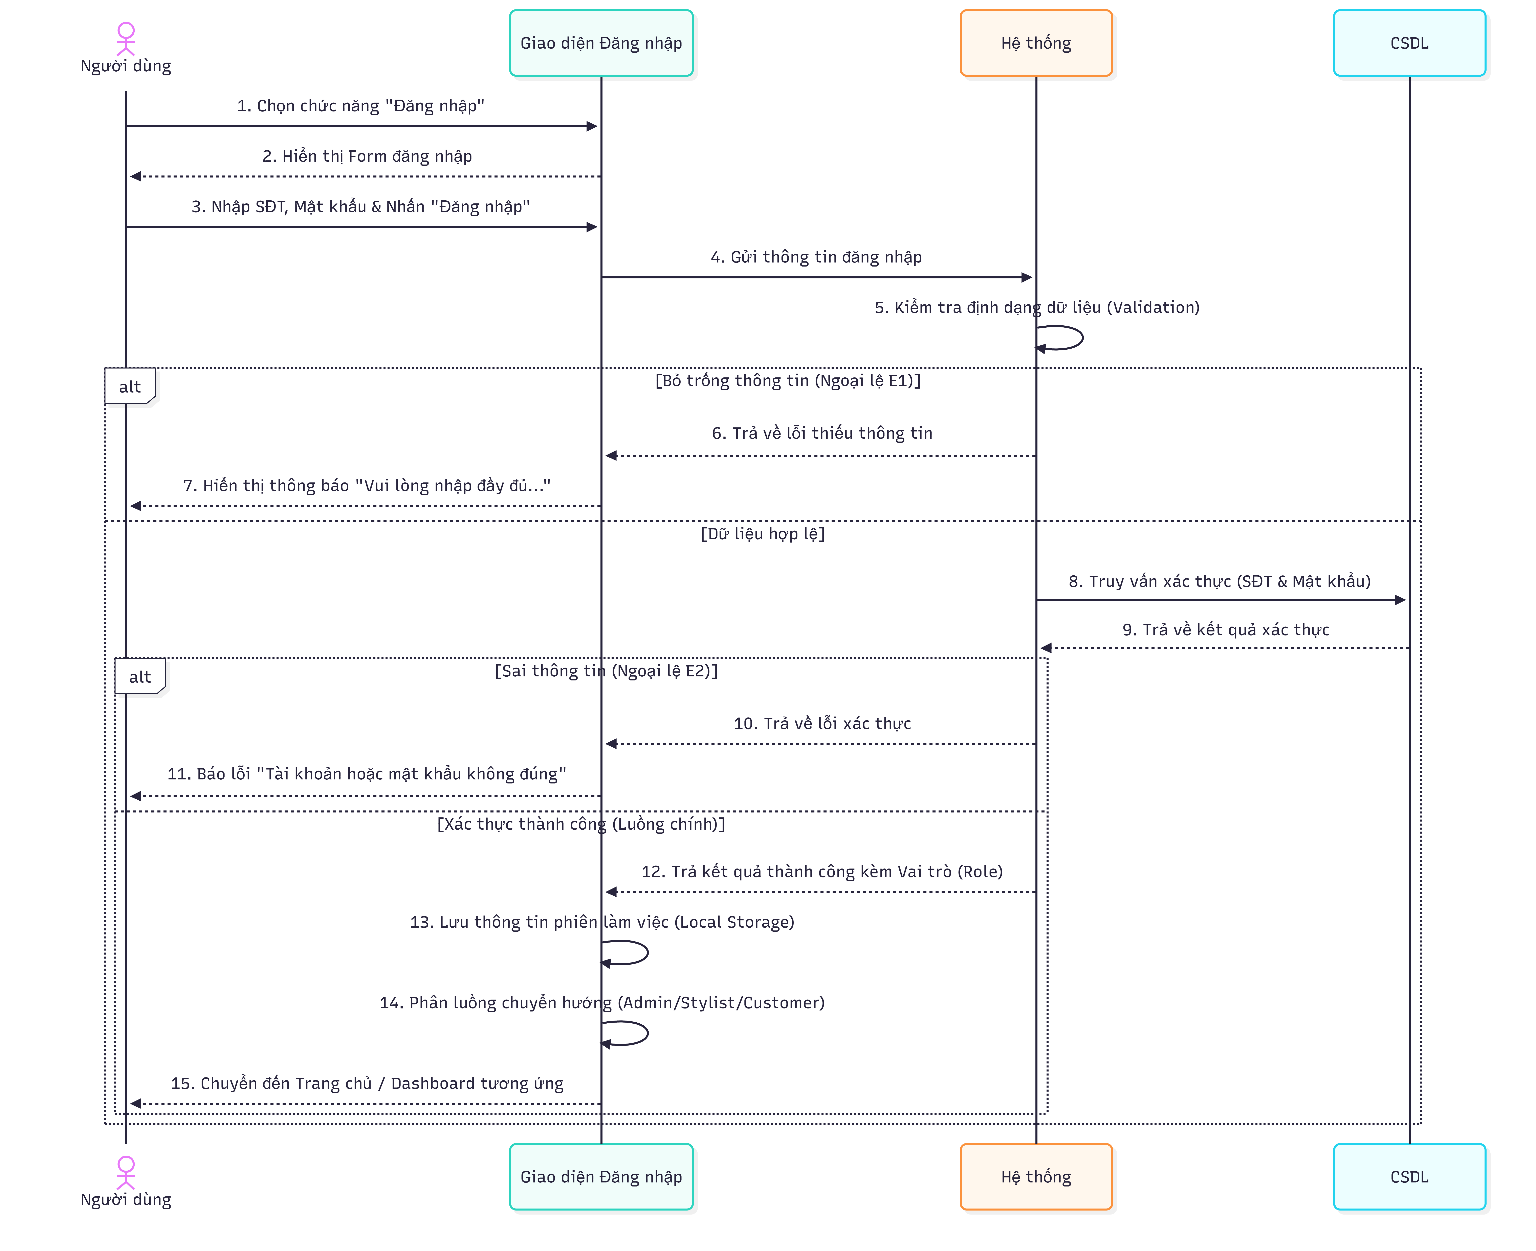 Người dùng
Giao diện Đăng nhập
Hệ thống
CSDL
1. Chọn chức năng "Đăng nhập"
2. Hiển thị Form đăng nhập
3. Nhập SĐT, Mật khẩu & Nhấn "Đăng nhập"
4. Gửi thông tin đăng nhập
5. Kiểm tra định dạng dữ liệu (Validation)
alt
[Bỏ trống thông tin (Ngoại lệ E1)]
6. Trả về lỗi thiếu thông tin
7. Hiển thị thông báo "Vui lòng nhập đầy đủ..."
[Dữ liệu hợp lệ]
8. Truy vấn xác thực (SĐT & Mật khẩu)
9. Trả về kết quả xác thực
alt
[Sai thông tin (Ngoại lệ E2)]
10. Trả về lỗi xác thực
11. Báo lỗi "Tài khoản hoặc mật khẩu không đúng"
[Xác thực thành công (Luồng chính)]
12. Trả kết quả thành công kèm Vai trò (Role)
13. Lưu thông tin phiên làm việc (Local Storage)
14. Phân luồng chuyển hướng (Admin/Stylist/Customer)
15. Chuyển đến Trang chủ / Dashboard tương ứng
Người dùng
Giao diện Đăng nhập
Hệ thống
CSDL